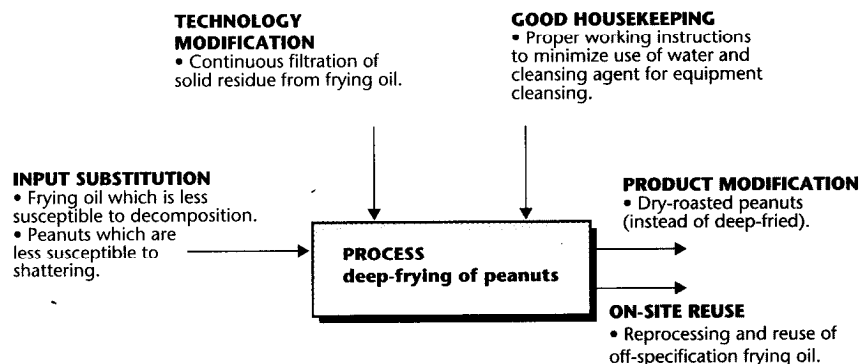 TECHNOLOGY
MODIFICATION
• Continuous filtration of
solid residue from frying oil.
GOOD HOUSEKEEPING
• Proper working instructions
to minimize use of water and
cleansing agent for equipment
cleansing.
INPUT SUBSTITUTION
• Frying oil which is less
susceptible to decomposition.
• Peanuts which are
less susceptible to
shattering.
PROCESS
deep-frying of peanuts
PRODUCT MODIFICATION
• Dry-roasted peanuts
(instead of deep-fried).
ON-SITE REUSE
• Reprocessing and reuse of
off-specification frying oil.